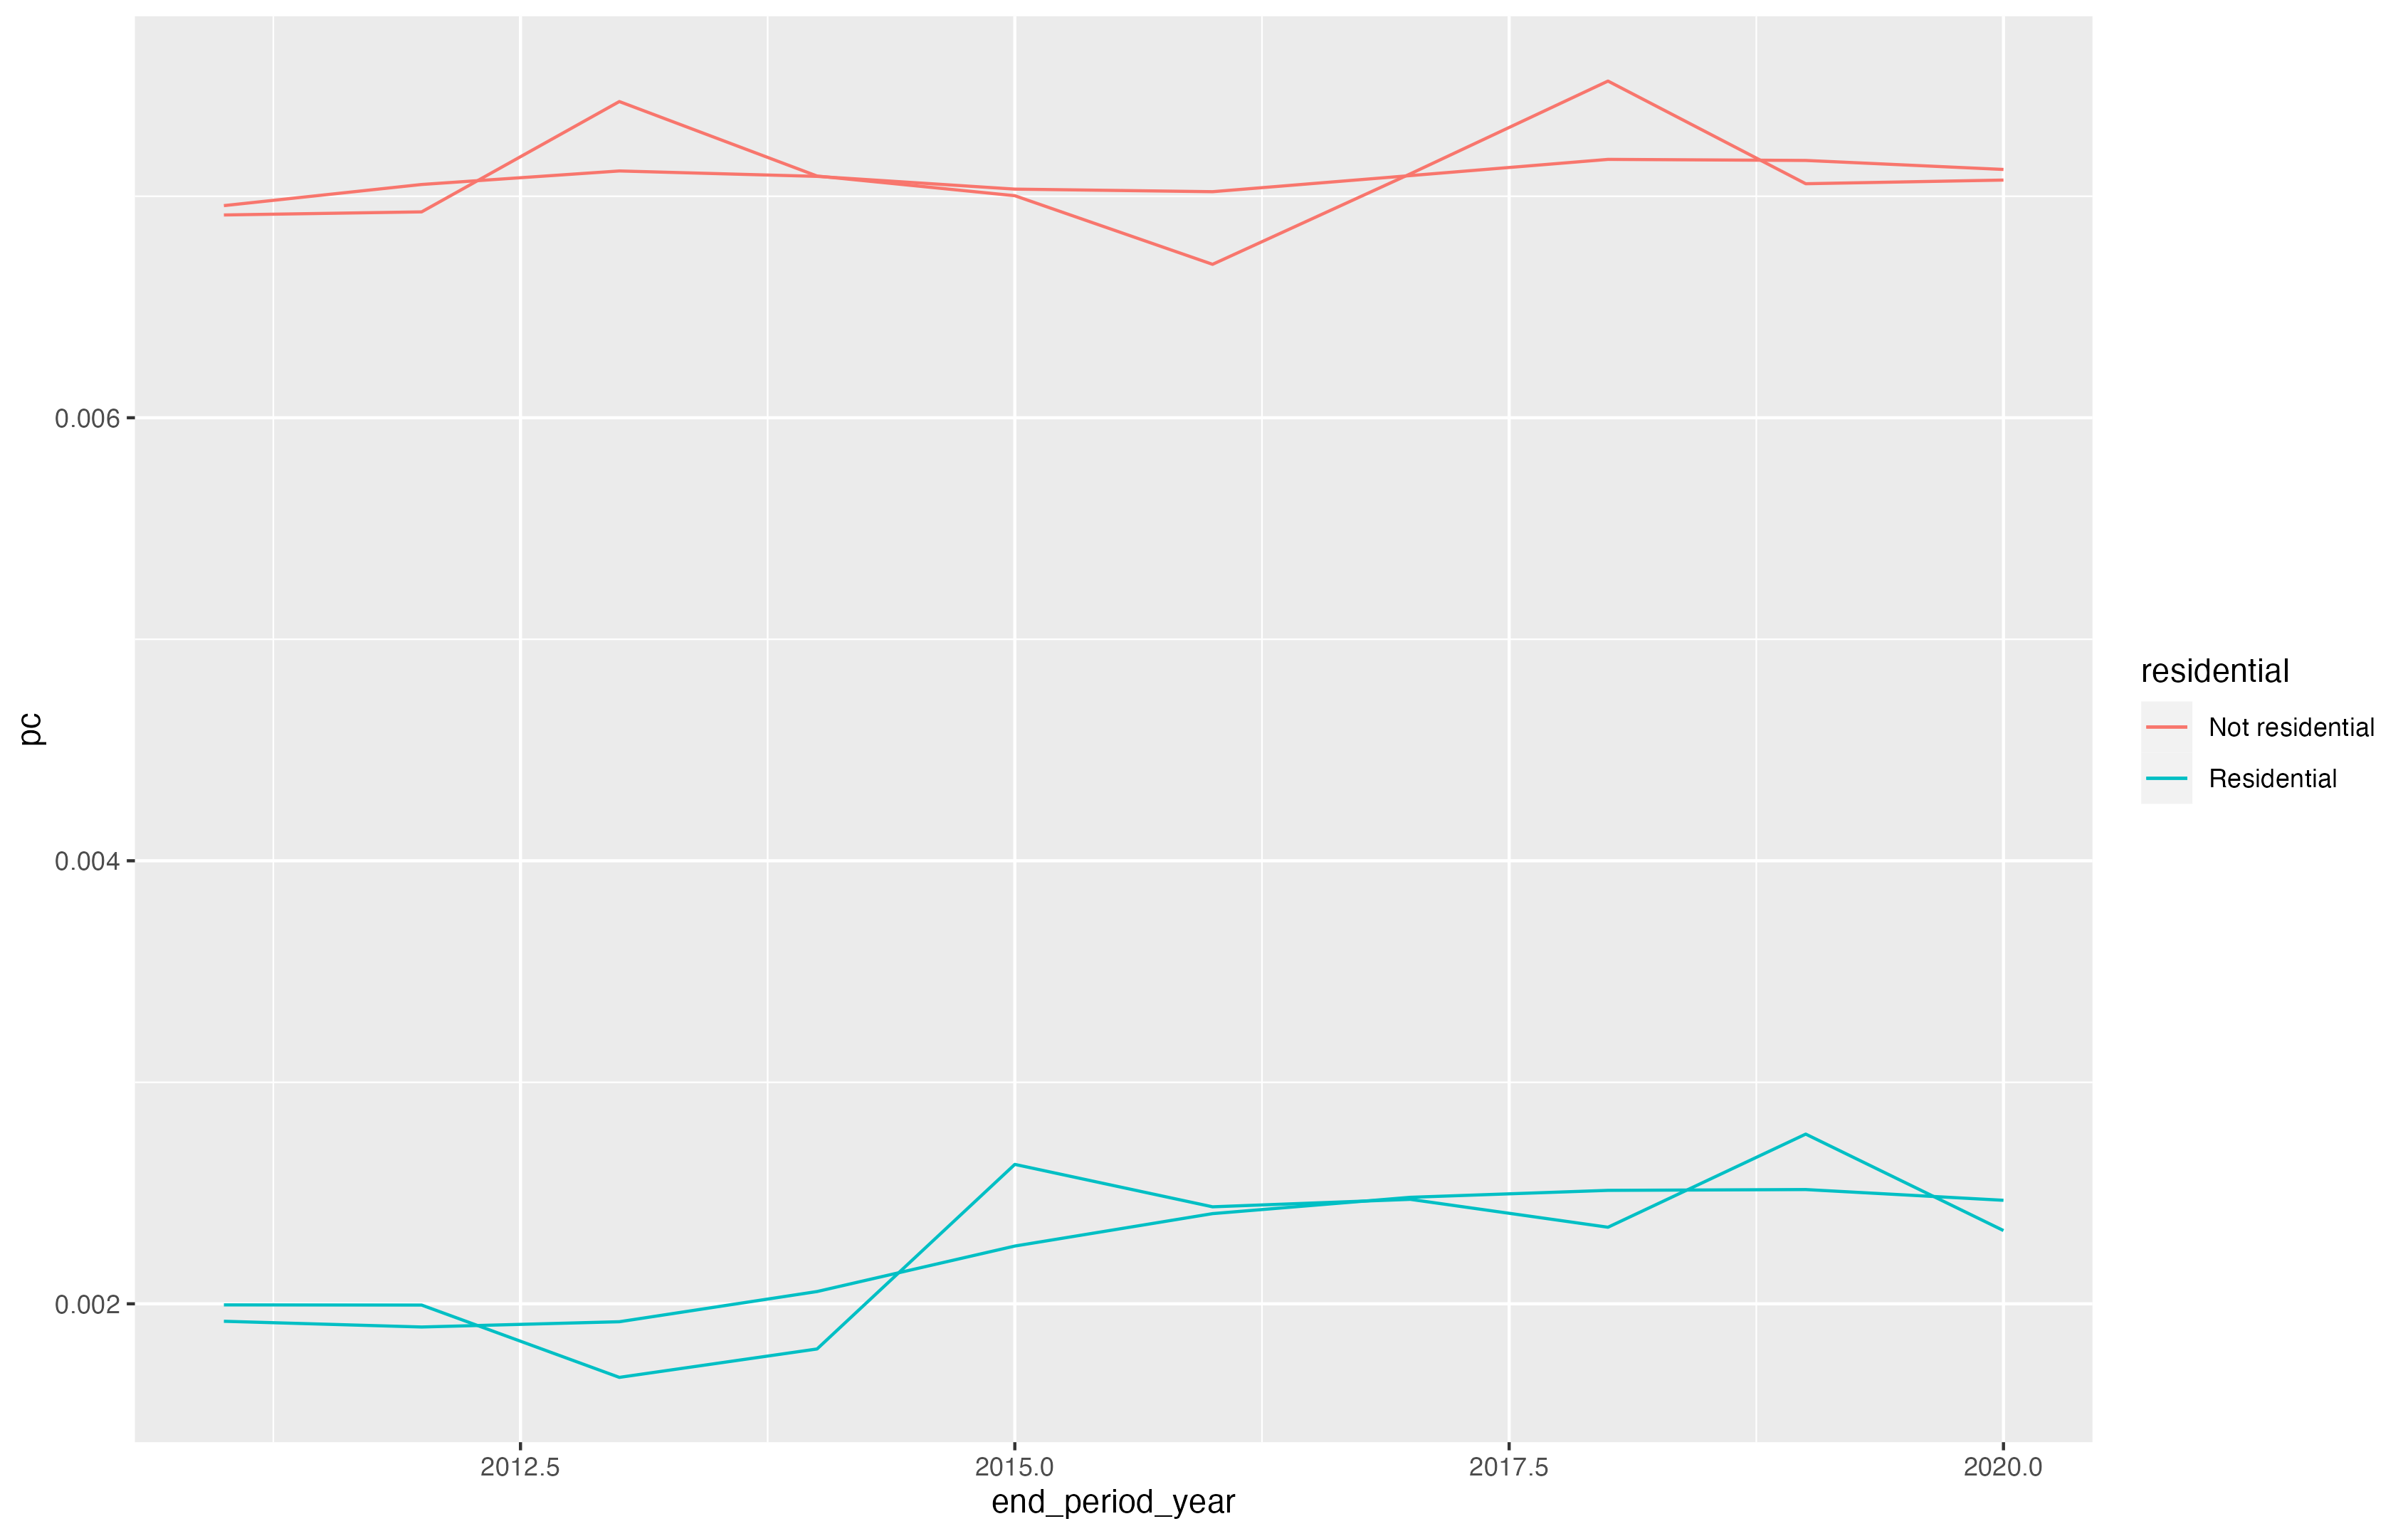 pc
0.006
0.004
0.002
2012.5
2015.0
2017.5
2020.0
end_period_year
residential
Not residential
Residential